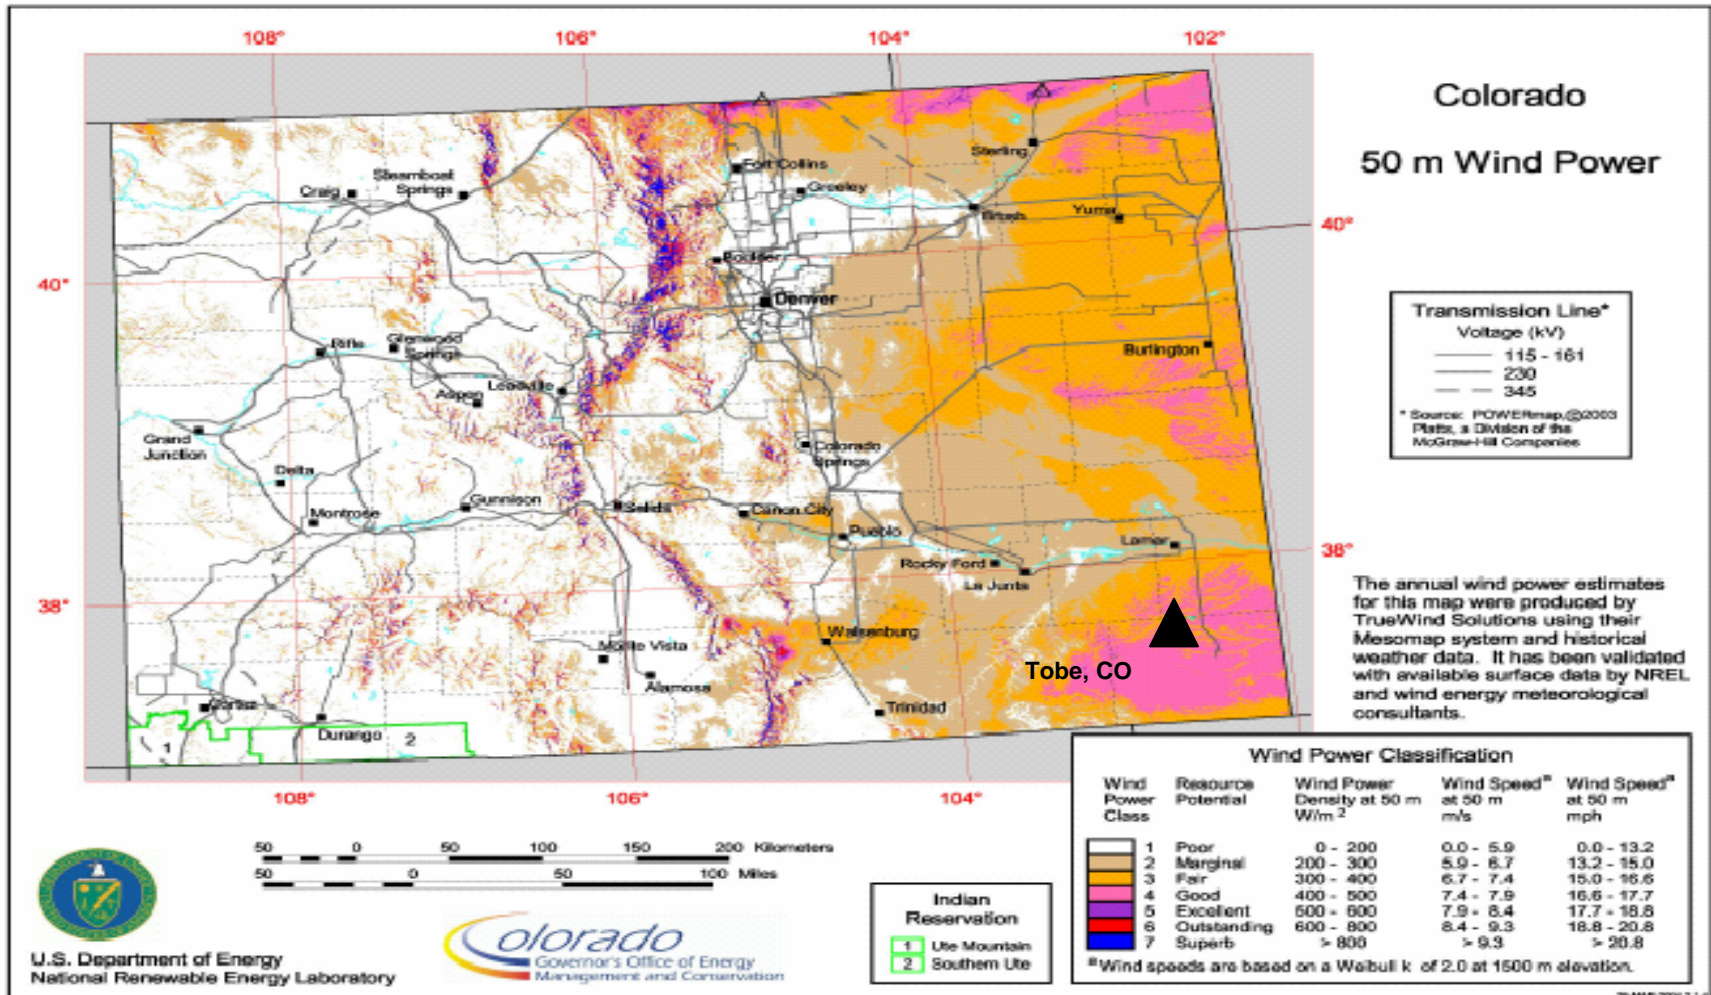 108°
106°
104°
102°
Colorado
50 m Wind Power
Fort Collins
Sterling
Steamboat
Springs
Craig
Greeley
Brush
Yuma
40°
Boulder
40°
Denver
Transmission Line*
Voltage (kV)
115 - 161
230
345
* Source: POWERmap, ©2003
Platts, a Division of the
McGraw-Hill Companies
Rifle
Glenwood
Springs
Burlington
Leadville
Aspen
Grand
Junction
Colorado
Springs
Delta
Gunnison
Montrose
Salida
Canon City
Pueblo
Lamar
38°
Rocky Ford
La Junta
The annual wind power estimates
for this map were produced by
TrueWind Solutions using their
Mesomap system and historical
weather data. It has been validated
with available surface data by NREL
and wind energy meteorological
consultants.
38°
Walsenburg
Monte Vista
Tobe, CO
Alamosa
Cortez
Trinidad
Durango
1
2
108°
106°
104°
Wind Power Classification
Wind Power Class
Resource Potential
Wind Power Density at 50 m W/m 2
Wind Speed a at 50 m m/s
Wind Speed a at 50 m mph
1 Poor 0 - 200 0.0 - 5.9 0.0 - 13.2
2 Marginal 200 - 300 5.9 - 6.7 13.2 - 15.0
3 Fair 300 - 400 6.7 - 7.4 15.0 - 16.6
4 Good 400 - 500 7.4 - 7.9 16.6 - 17.7
5 Excellent 500 - 600 7.9 - 8.4 17.7 - 18.8
6 Outstanding 600 - 800 8.4 - 9.3 18.8 - 20.8
7 Superb > 800 > 9.3 > 20.8
a Wind speeds are based on a Weibull k of 2.0 at 1500 m elevation.
50 0 50 100 150 200 Kilometers
50 0 50 100 Miles
Indian
Reservation
1 Ute Mountain
2 Southern Ute
Colorado
Governor's Office of Energy
Management and Conservation
U.S. Department of Energy
National Renewable Energy Laboratory